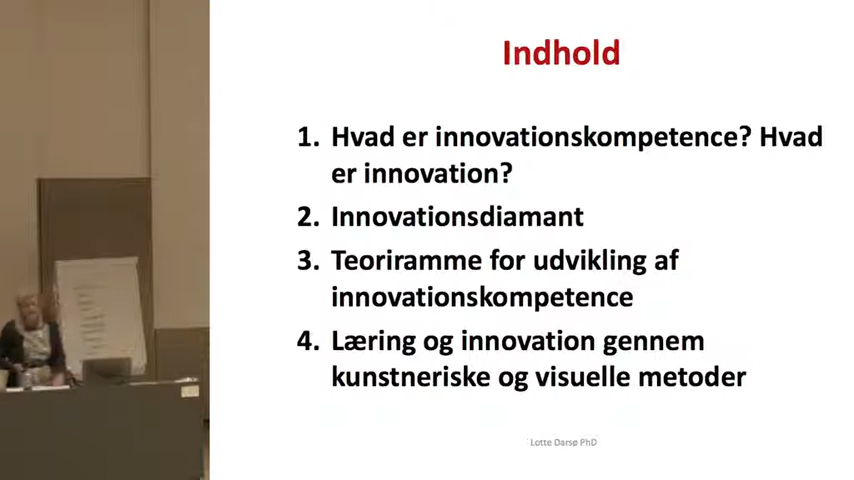 Indhold
1. Hvad er innovationskompetence? Hvad
er innovation?
2. Innovationsdiamant
3. Teoriramme for udvikling af
innovationskompetence
4. Læring og innovation gennem
kunstneriske og visuelle metoder
Lotte Darsø PhD